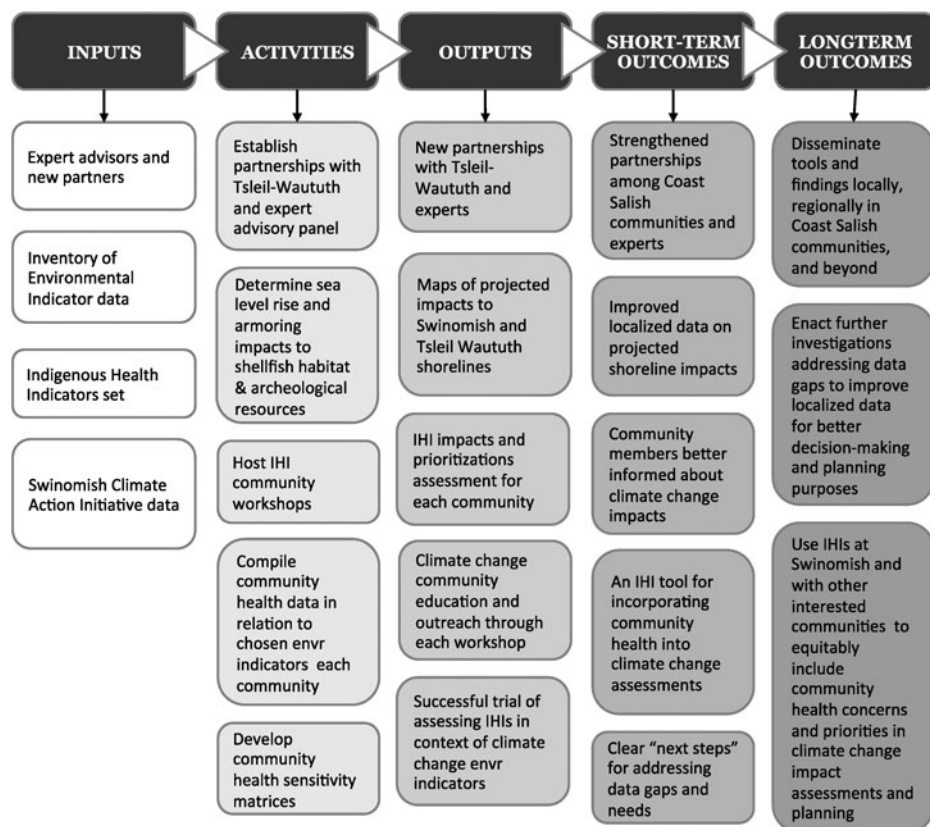 INPUTS
ACTIVITIES
OUTPUTS
SHORT-TERM
OUTCOMES
LONGTERM
OUTCOMES
Expert advisors and
new partners
Inventory of
Environmental
Indicator data
Indigenous Health
Indicators set
Swinomish Climate
Action Initiative data
Establish
partnerships with
Tsleil-Waututh
and expert
advisory panel
Determine sea
level rise and
armoring
impacts to
shellfish habitat
& archeological
resources
Host IHI
community
workshops
Compile
community
health data in
relation to
chosen envr
indicators each
community
Develop
community
health sensitivity
matrices
New partnerships
with Tsleil-
Waututh and
experts
Maps of projected
impacts to
Swinomish and
Tsleil Waututh
shorelines
IHI impacts and
prioritizations
assessment for
each community
Climate change
community
education and
outreach through
each workshop
Successful trial of
assessing IHIs in
context of climate
change envr
indicators
Strengthened
partnerships
among Coast
Salish
communities
and experts
Improved
localized data on
projected
shoreline impacts
Community
members better
informed about
climate change
impacts
An IHI tool for
incorporating
community
health into
climate change
assessments
Clear “next steps”
for addressing
data gaps and
needs
Disseminate
tools and
findings locally,
regionally in
Coast Salish
communities,
and beyond
Enact further
investigations
addressing data
gaps to improve
localized data
for better
decision-making
and planning
purposes
Use IHIs at
Swinomish and
with other
interested
communities to
equitably
include
community
health concerns
and priorities in
climate change
impact
assessments and
planning